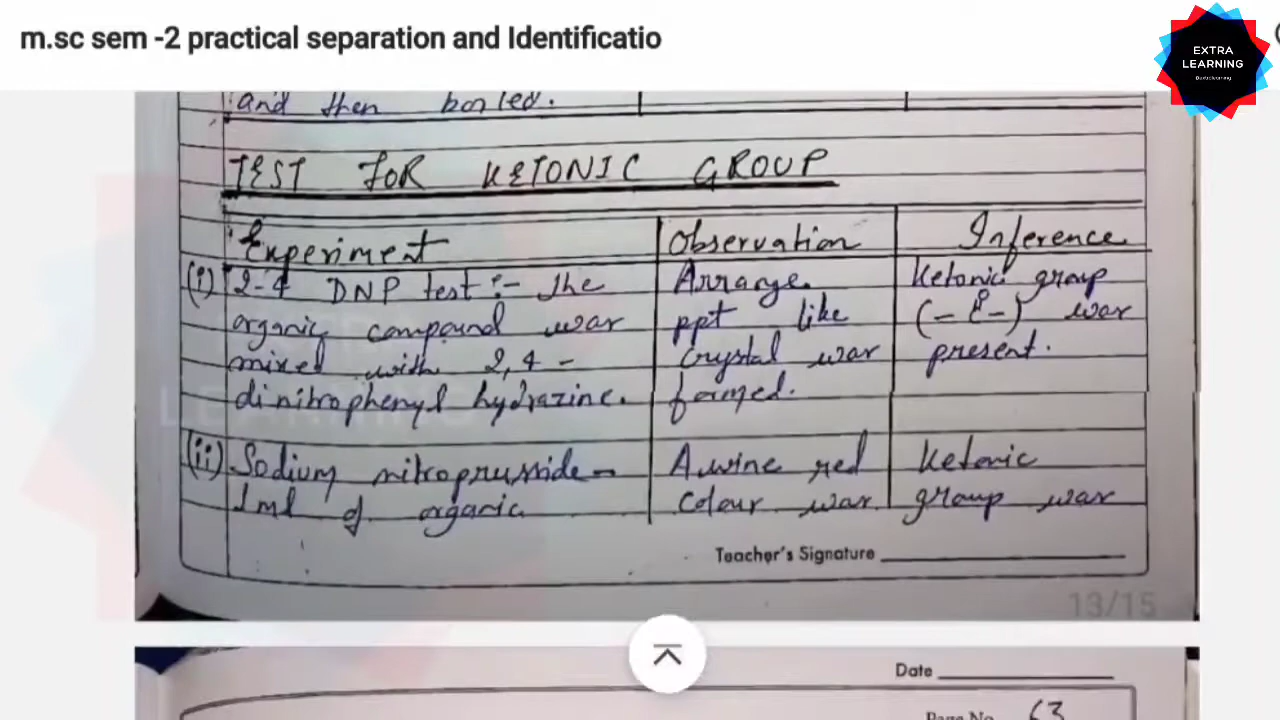 m.sc sem -2 practical separation and Identificatio
EXTRA
LEARNING
@extralearning
and then boiled.
TEST FOR KETONIC GROUP
Experiment Observation Inference
(i) 2-4 DNP test :- The Arrange Ketonic group
organic compound was ppt like (- C -) was
mixed with 2,4 - crystal was present.
dinitrophenyl hydrazine. formed.
(ii) Sodium nitroprusside - A wine red Ketonic
1ml of organic colour was group was
Teacher's Signature
13/15
Date
Page No. 63